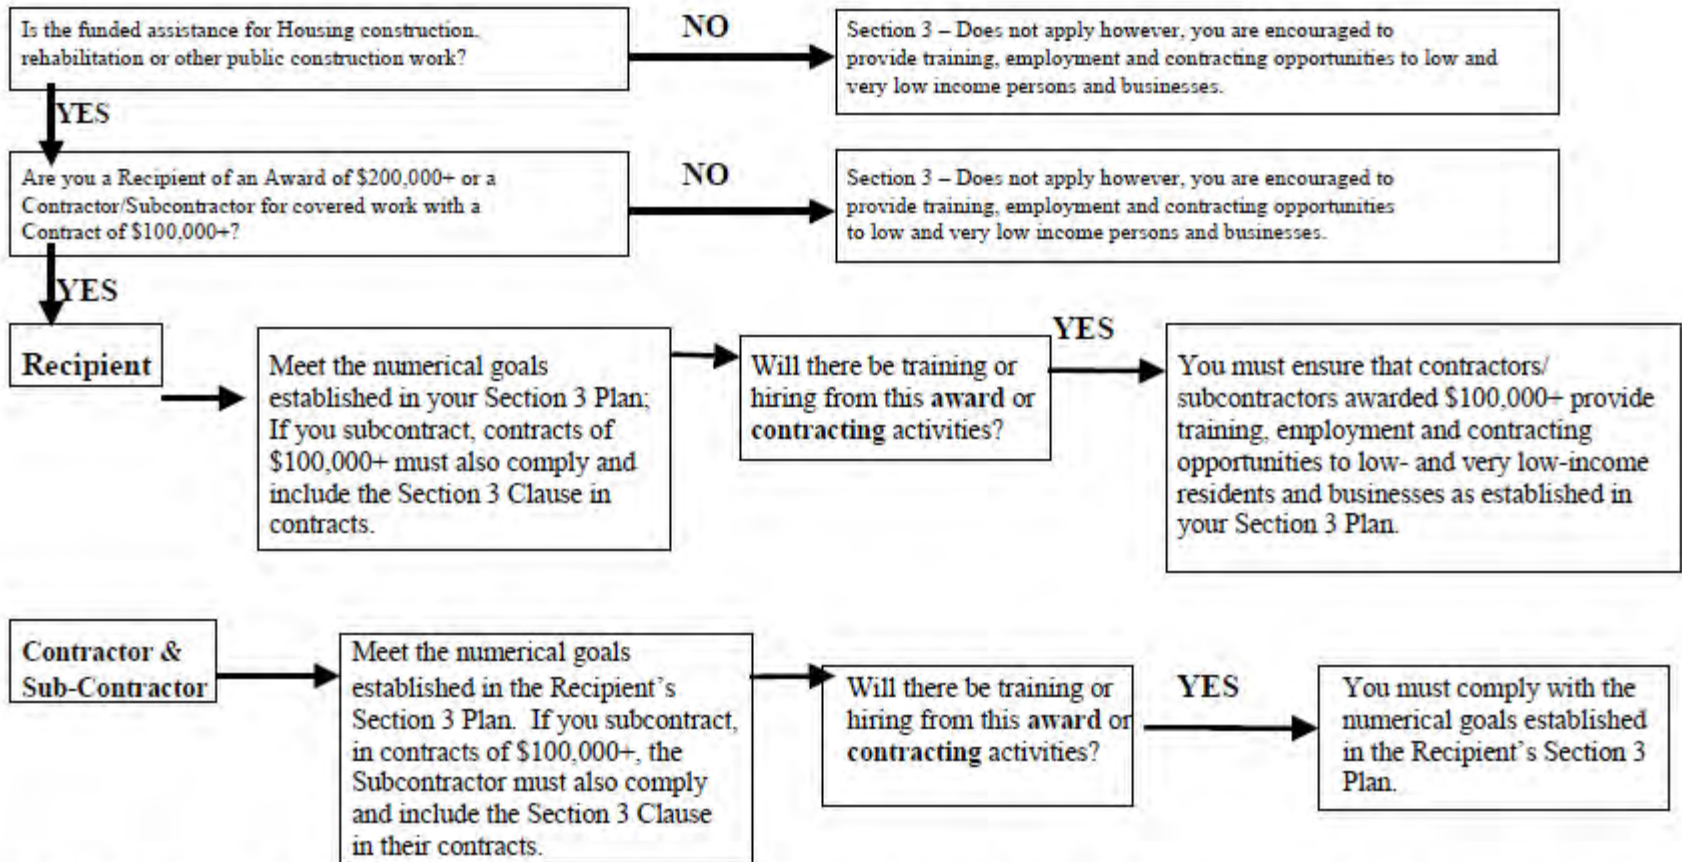 Is the funded assistance for Housing construction.
rehabilitation or other public construction work?
NO
Section 3 – Does not apply however, you are encouraged to
provide training, employment and contracting opportunities to low and
very low income persons and businesses.
YES
Are you a Recipient of an Award of $200,000+ or a
Contractor/Subcontractor for covered work with a
Contract of $100,000+?
NO
Section 3 – Does not apply however, you are encouraged to
provide training, employment and contracting opportunities
to low and very low income persons and businesses.
YES
Recipient
Meet the numerical goals
established in your Section 3 Plan;
If you subcontract, contracts of
$100,000+ must also comply and
include the Section 3 Clause in
contracts.
Will there be training or
hiring from this award or
contracting activities?
YES
You must ensure that contractors/
subcontractors awarded $100,000+ provide
training, employment and contracting
opportunities to low- and very low-income
residents and businesses as established in
your Section 3 Plan.
Contractor &
Sub-Contractor
Meet the numerical goals
established in the Recipient’s
Section 3 Plan. If you subcontract,
in contracts of $100,000+, the
Subcontractor must also comply
and include the Section 3 Clause
in their contracts.
Will there be training or
hiring from this award or
contracting activities?
YES
You must comply with the
numerical goals established
in the Recipient’s Section 3
Plan.